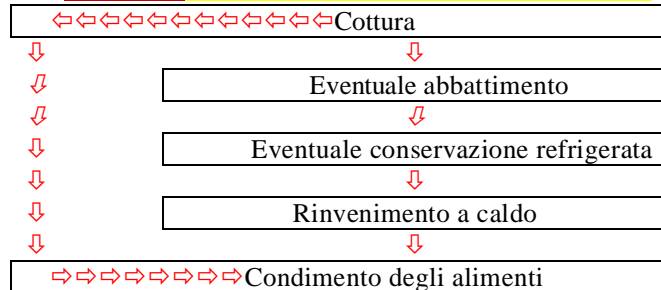 Cottura
Eventuale abbattimento
Eventuale conservazione refrigerata
Rinvenimento a caldo
Condimento degli alimenti